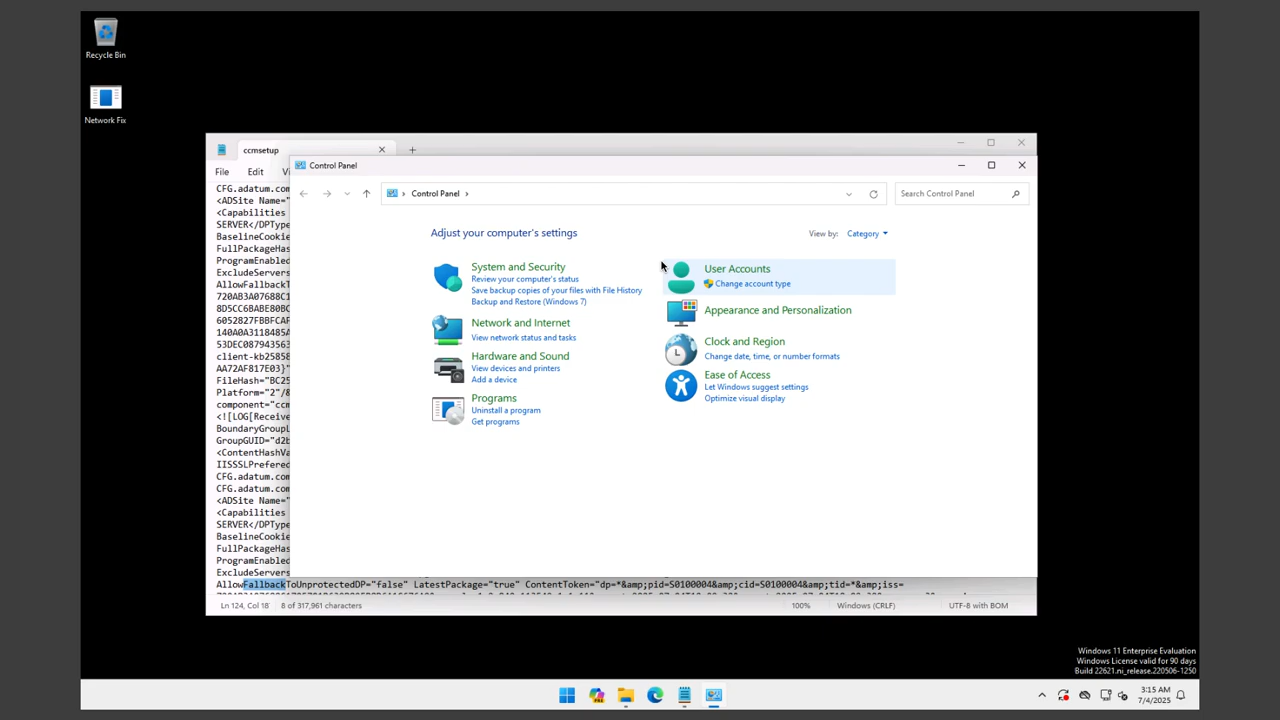 Recycle Bin
Network Fix
ccmsetup
File
Edit
Control Panel
Control Panel
Search Control Panel
Adjust your computer's settings
View by:
Category
System and Security
Review your computer's status
Save backup copies of your files with File History
Backup and Restore (Windows 7)
Network and Internet
View network status and tasks
Hardware and Sound
View devices and printers
Add a device
Programs
Uninstall a program
Get programs
User Accounts
Change account type
Appearance and Personalization
Clock and Region
Change date, time, or number formats
Ease of Access
Let Windows suggest settings
Optimize visual display
CFG.adatum.com
<ADSite Name="
<Capabilities
SERVER</DPType
BaselineCookie
FullPackageHas
ProgramEnabled
ExcludeServers
AllowFallbackT
720AB3A07688C1
8D5CC6BABE80BC
6052827FBBFCAF
140A0A3118485A
53DEC087943563
client-kb25858
AA72AF817E03}"
FileHash="BC25
Platform="2"/&
component="ccm
<![LOG[Receive
BoundaryGroupL
GroupGUID="d2b
<ContentHashVa
IISSSLPrefered
CFG.adatum.com
CFG.adatum.com
<ADSite Name="
<Capabilities
SERVER</DPType
BaselineCookie
FullPackageHas
ProgramEnabled
ExcludeServers
AllowFallbackToUnprotectedDP="false" LatestPackage="true" ContentToken="dp=*&amp;pid=S0100004&amp;cid=S0100004&amp;tid=*&amp;iss=
Ln 124, Col 18
8 of 317,961 characters
100%
Windows (CRLF)
UTF-8 with BOM
Windows 11 Enterprise Evaluation
Windows License valid for 90 days
Build 22621.ni_release.220506-1250
3:15 AM
7/4/2025